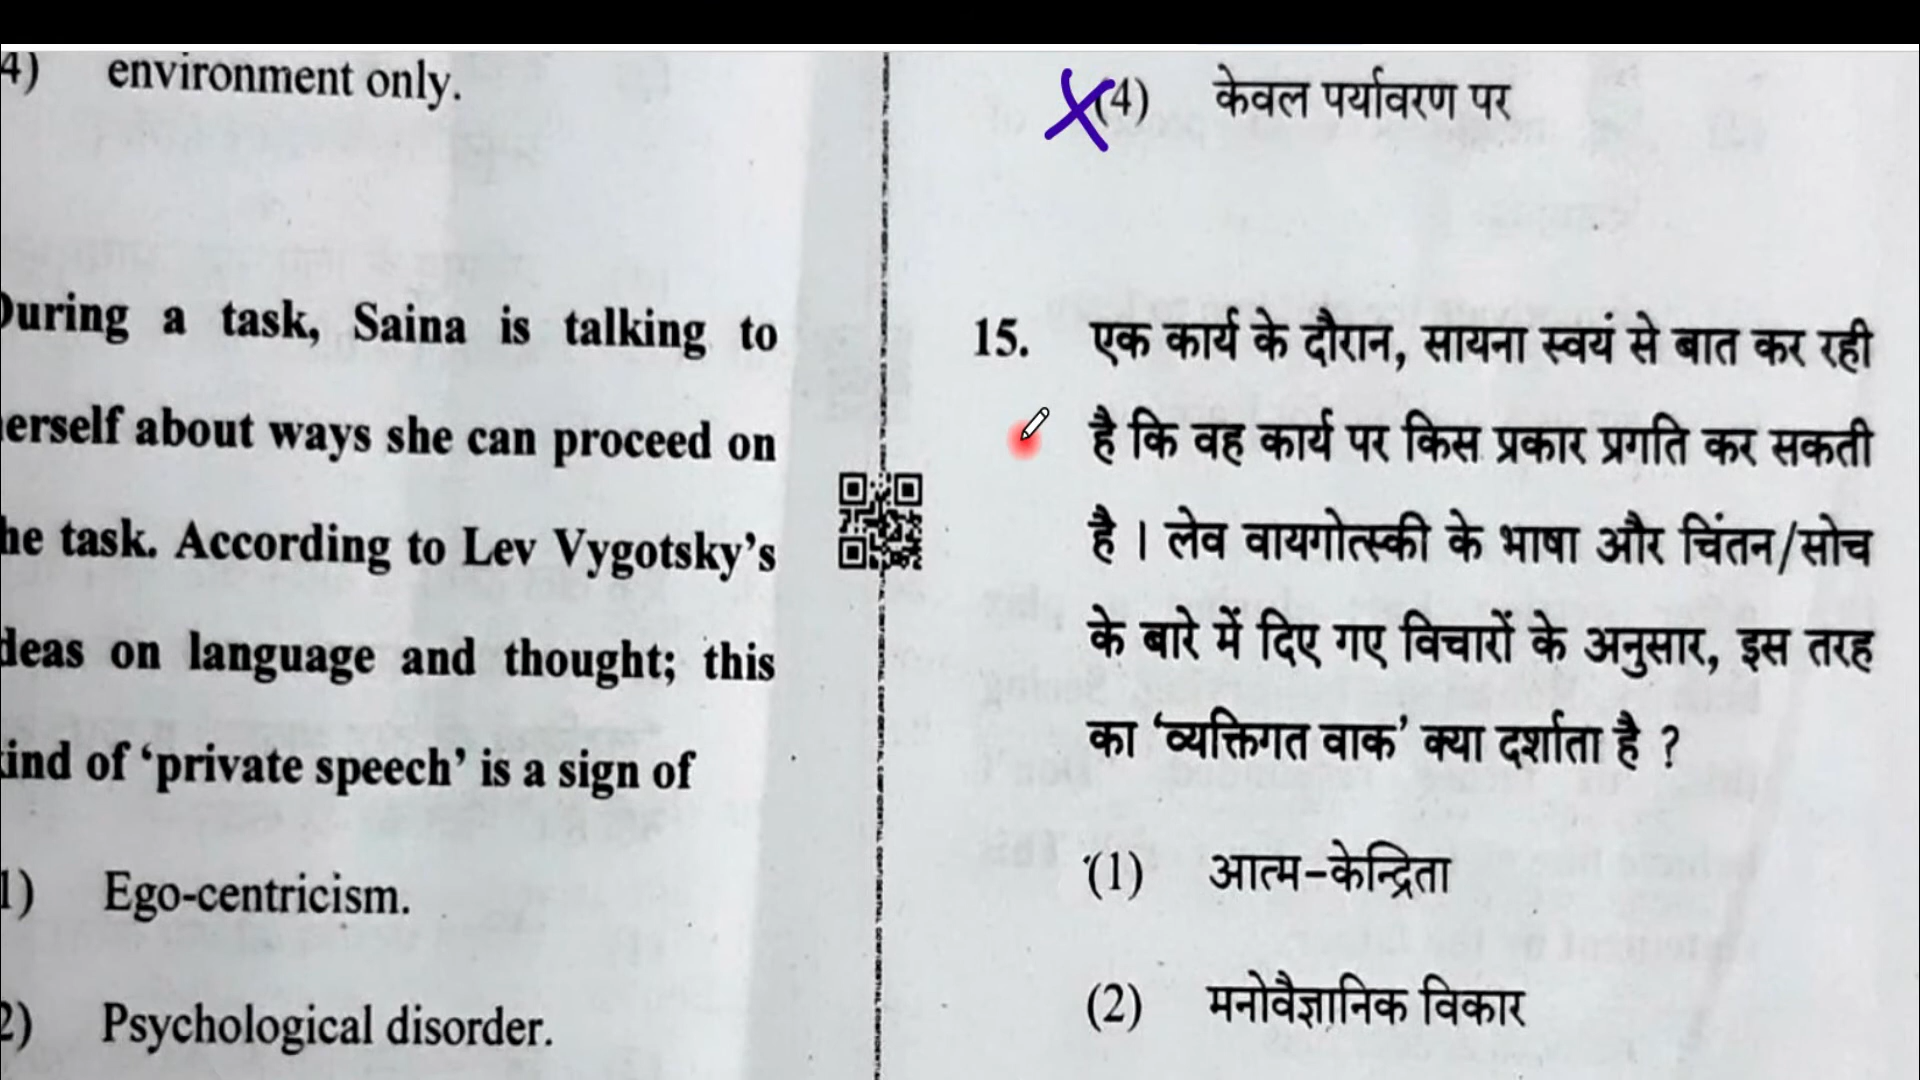 4) environment only.
During a task, Saina is talking to
herself about ways she can proceed on
the task. According to Lev Vygotsky's
ideas on language and thought; this
kind of 'private speech' is a sign of
1) Ego-centricism.
2) Psychological disorder.
(4) केवल पर्यावरण पर
15. एक कार्य के दौरान, सायना स्वयं से बात कर रही
है कि वह कार्य पर किस प्रकार प्रगति कर सकती
है । लेव वायगोत्स्की के भाषा और चिंतन/सोच
के बारे में दिए गए विचारों के अनुसार, इस तरह
का 'व्यक्तिगत वाक' क्या दर्शाता है ?
(1) आत्म-केन्द्रिता
(2) मनोवैज्ञानिक विकार